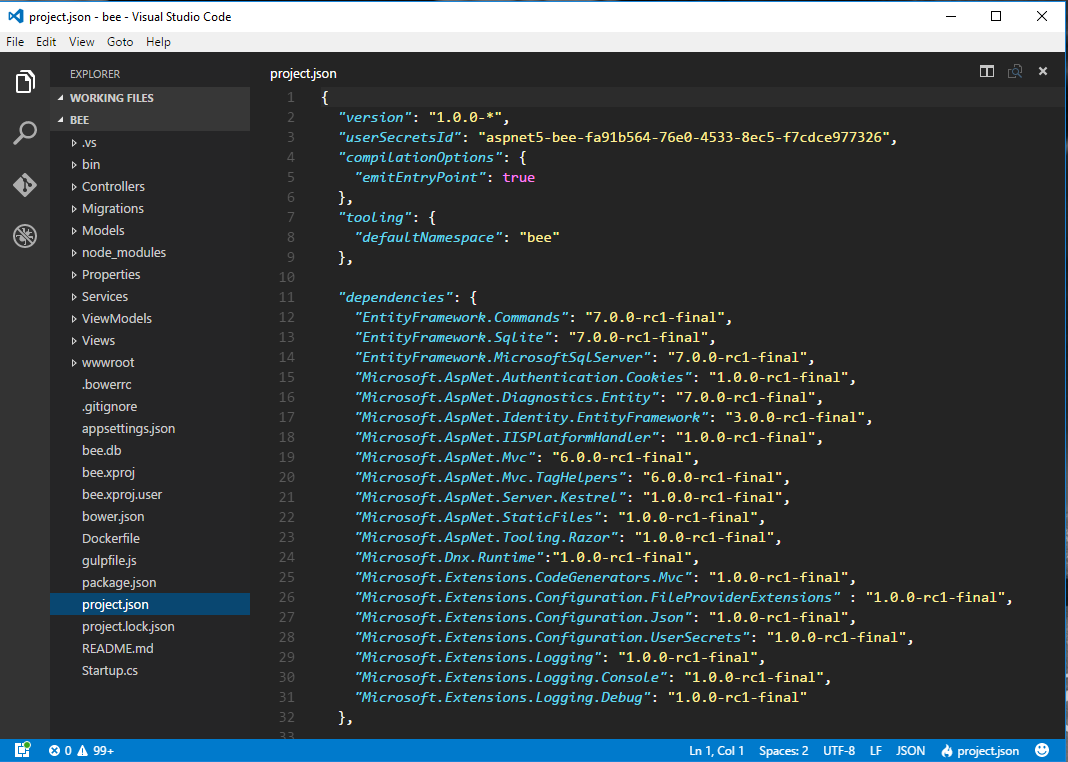 project.json - bee - Visual Studio Code
File Edit View Goto Help
EXPLORER
WORKING FILES
BEE
.vs
bin
Controllers
Migrations
Models
node_modules
Properties
Services
ViewModels
Views
wwwroot
.bowerrc
.gitignore
appsettings.json
bee.db
bee.xproj
bee.xproj.user
bower.json
Dockerfile
gulpfile.js
package.json
project.json
project.lock.json
README.md
Startup.cs
project.json
1 {
2 "version": "1.0.0-*",
3 "userSecretsId": "aspnet5-bee-fa91b564-76e0-4533-8ec5-f7cdce977326",
4 "compilationOptions": {
5 "emitEntryPoint": true
6 },
7 "tooling": {
8 "defaultNamespace": "bee"
9 },
10
11 "dependencies": {
12 "EntityFramework.Commands": "7.0.0-rc1-final",
13 "EntityFramework.Sqlite": "7.0.0-rc1-final",
14 "EntityFramework.MicrosoftSqlServer": "7.0.0-rc1-final",
15 "Microsoft.AspNet.Authentication.Cookies": "1.0.0-rc1-final",
16 "Microsoft.AspNet.Diagnostics.Entity": "7.0.0-rc1-final",
17 "Microsoft.AspNet.Identity.EntityFramework": "3.0.0-rc1-final",
18 "Microsoft.AspNet.IISPlatformHandler": "1.0.0-rc1-final",
19 "Microsoft.AspNet.Mvc": "6.0.0-rc1-final",
20 "Microsoft.AspNet.Mvc.TagHelpers": "6.0.0-rc1-final",
21 "Microsoft.AspNet.Server.Kestrel": "1.0.0-rc1-final",
22 "Microsoft.AspNet.StaticFiles": "1.0.0-rc1-final",
23 "Microsoft.AspNet.Tooling.Razor": "1.0.0-rc1-final",
24 "Microsoft.Dnx.Runtime":"1.0.0-rc1-final",
25 "Microsoft.Extensions.CodeGenerators.Mvc": "1.0.0-rc1-final",
26 "Microsoft.Extensions.Configuration.FileProviderExtensions" : "1.0.0-rc1-final",
27 "Microsoft.Extensions.Configuration.Json": "1.0.0-rc1-final",
28 "Microsoft.Extensions.Configuration.UserSecrets": "1.0.0-rc1-final",
29 "Microsoft.Extensions.Logging": "1.0.0-rc1-final",
30 "Microsoft.Extensions.Logging.Console": "1.0.0-rc1-final",
31 "Microsoft.Extensions.Logging.Debug": "1.0.0-rc1-final"
32 },
33
0 99+ Ln 1, Col 1 Spaces: 2 UTF-8 LF JSON project.json